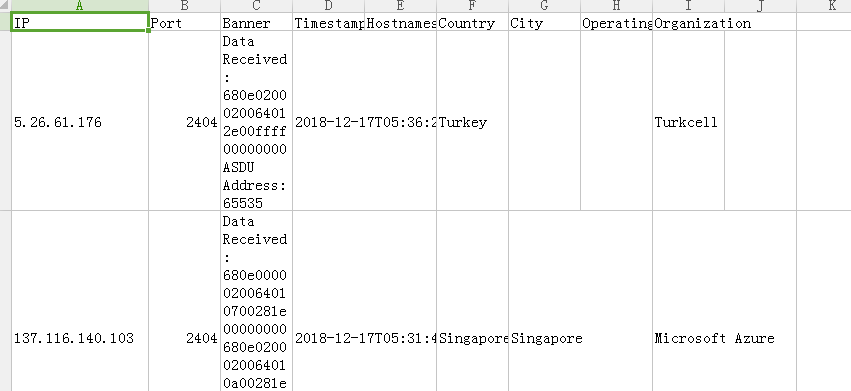 A B C D E F G H I J K
IP Port Banner Timestamp Hostnames Country City Operating Organization
Data
Received
:
680e0200
02006401
2e00ffff
00000000
ASDU
Address:
65535
5.26.61.176 2404 2018-12-17T05:36:2 Turkey Turkcell
Data
Received
:
680e0000
02006401
0700281e
00000000
680e0200
02006401
0a00281e
137.116.140.103 2404 2018-12-17T05:31:4 Singapore Singapore Microsoft Azure